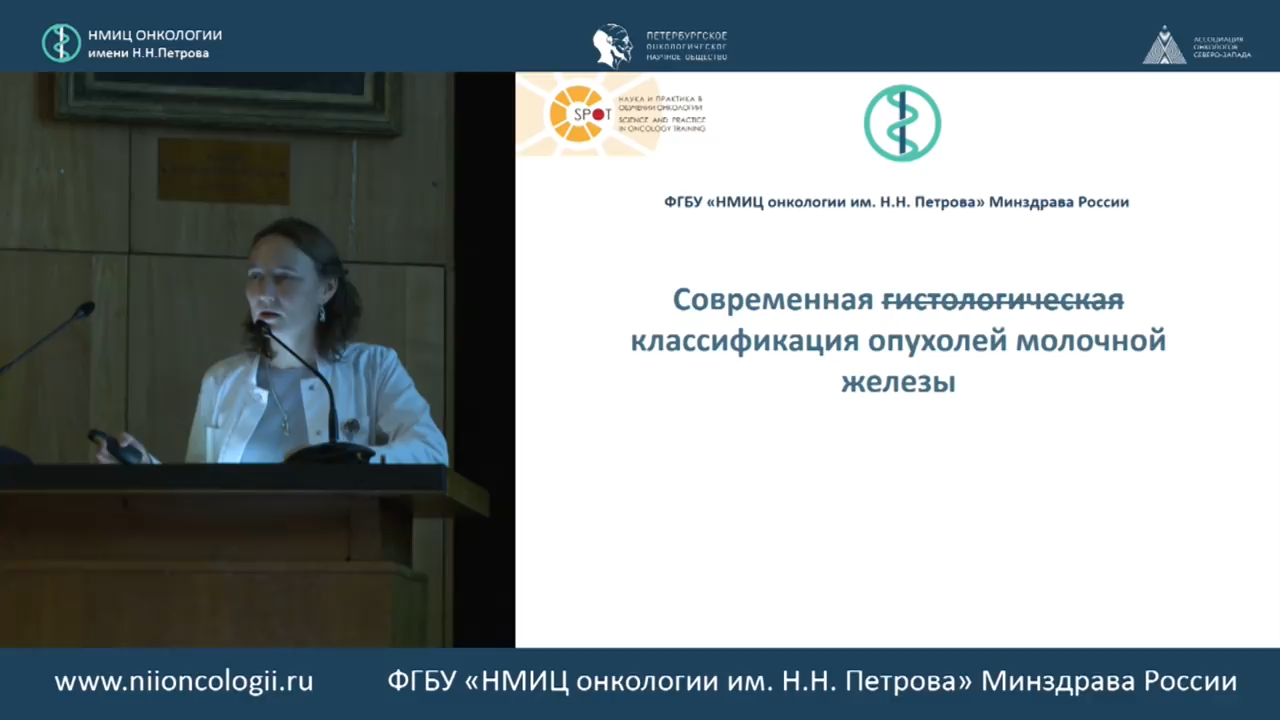 НМИЦ ОНКОЛОГИИ
имени Н.Н.Петрова
ПЕТЕРБУРГСКОЕ
ОНКОЛОГИЧЕСКОЕ
НАУЧНОЕ ОБЩЕСТВО
АССОЦИАЦИЯ
ОНКОЛОГОВ
СЕВЕРО-ЗАПАДА
SPOT
НАУКА И ПРАКТИКА В
ОБУЧЕНИИ ОНКОЛОГИИ
SCIENCE AND PRACTICE
IN ONCOLOGY TRAINING
ФГБУ «НМИЦ онкологии им. Н.Н. Петрова» Минздрава России
Современная гистологическая
классификация опухолей молочной
железы
www.niioncologii.ru
ФГБУ «НМИЦ онкологии им. Н.Н. Петрова» Минздрава России